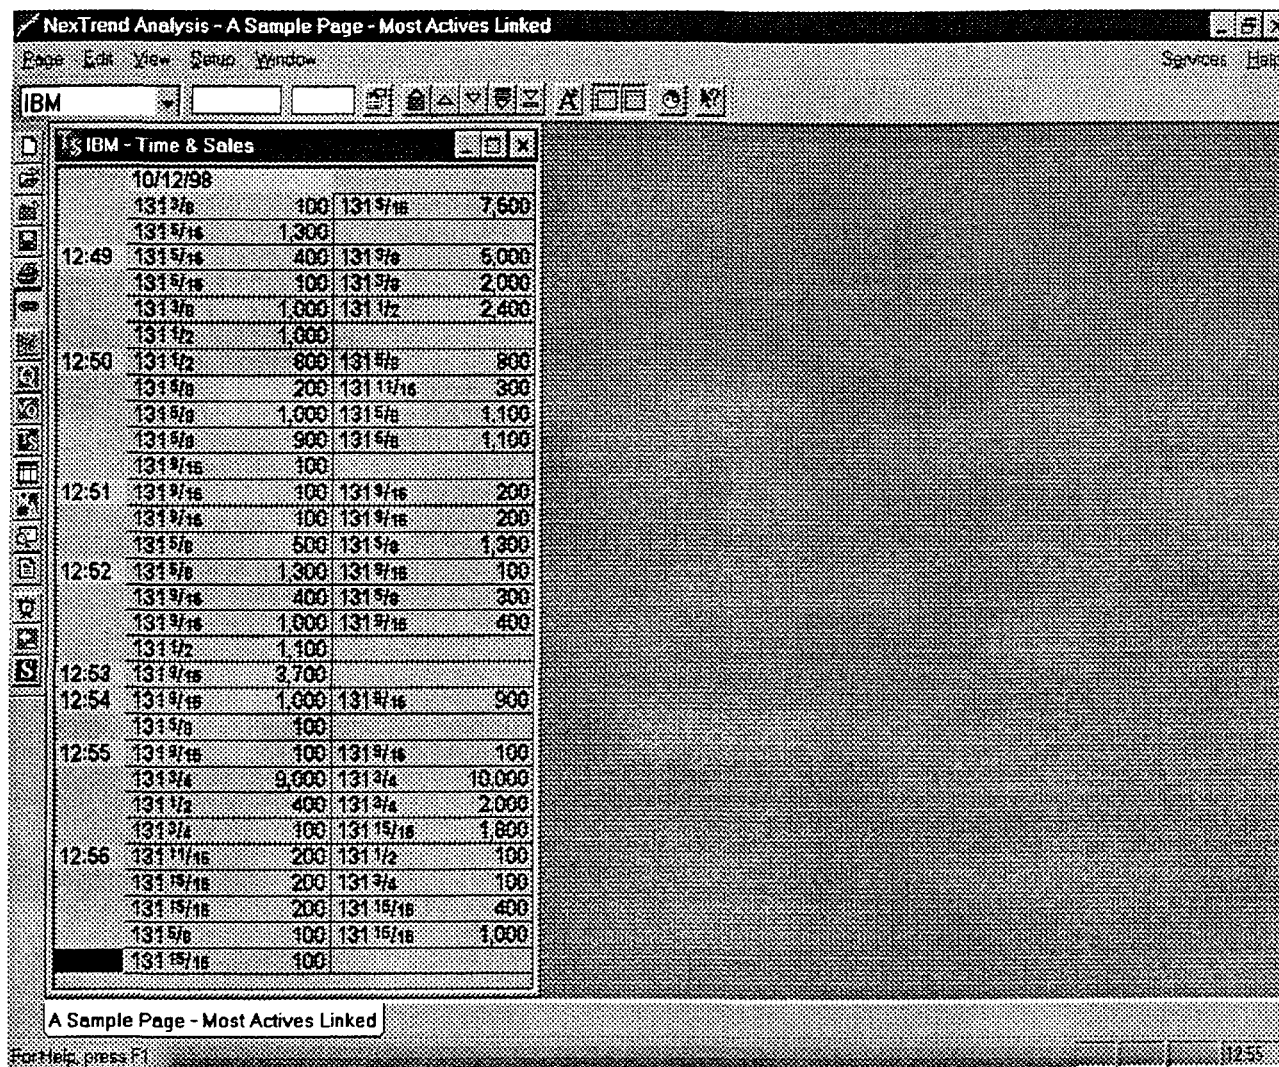 NexTrend Analysis - A Sample Page - Most Actives Linked
Page Edit View Setup Window Services Help
IBM
IBM - Time & Sales
10/12/98
131 3/8 100 131 5/16 7,600
131 5/16 1,300
12:49 131 5/16 400 131 3/8 5,000
131 5/16 100 131 3/8 2,000
131 3/8 1,000 131 1/2 2,400
131 1/2 1,000
12:50 131 1/2 800 131 5/8 800
131 5/8 200 131 11/16 300
131 5/8 1,000 131 5/8 1,100
131 5/8 900 131 5/8 1,100
131 9/16 100
12:51 131 9/16 100 131 9/16 200
131 9/16 100 131 9/16 200
131 5/8 500 131 5/8 1,300
12:52 131 5/8 1,300 131 9/16 100
131 9/16 400 131 5/8 300
131 9/16 1,000 131 9/16 400
131 1/2 1,100
12:53 131 9/16 3,700
12:54 131 9/16 1,000 131 9/16 900
131 5/8 100
12:55 131 9/16 100 131 9/16 100
131 3/4 9,000 131 3/4 10,000
131 1/2 400 131 3/4 2,000
131 3/4 100 131 15/16 1,800
12:56 131 11/16 200 131 1/2 100
131 15/16 200 131 3/4 100
131 15/16 200 131 15/16 400
131 5/8 100 131 15/16 1,000
131 15/16 100
A Sample Page - Most Actives Linked
For Help, press F1 12:55